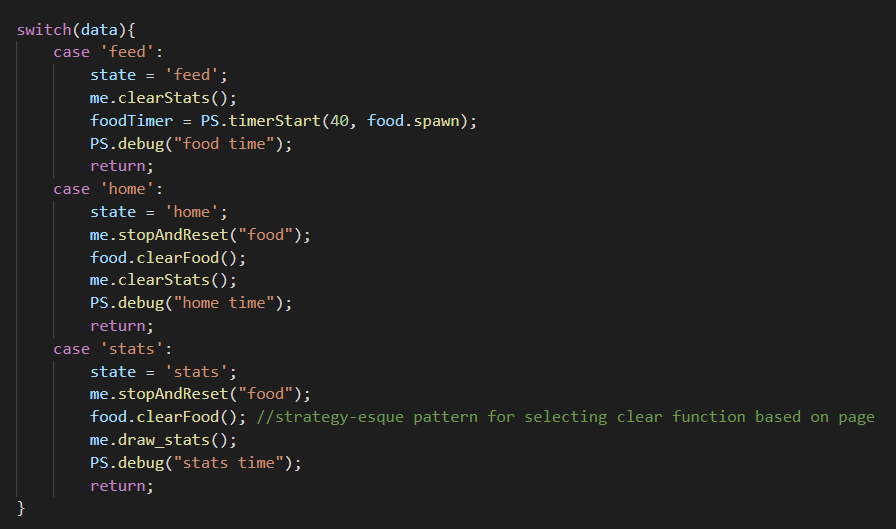 switch(data){
    case 'feed':
        state = 'feed';
        me.clearStats();
        foodTimer = PS.timerStart(40, food.spawn);
        PS.debug("food time");
        return;
    case 'home':
        state = 'home';
        me.stopAndReset("food");
        food.clearFood();
        me.clearStats();
        PS.debug("home time");
        return;
    case 'stats':
        state = 'stats';
        me.stopAndReset("food");
        food.clearFood(); //strategy-esque pattern for selecting clear function based on page
        me.draw_stats();
        PS.debug("stats time");
        return;
}